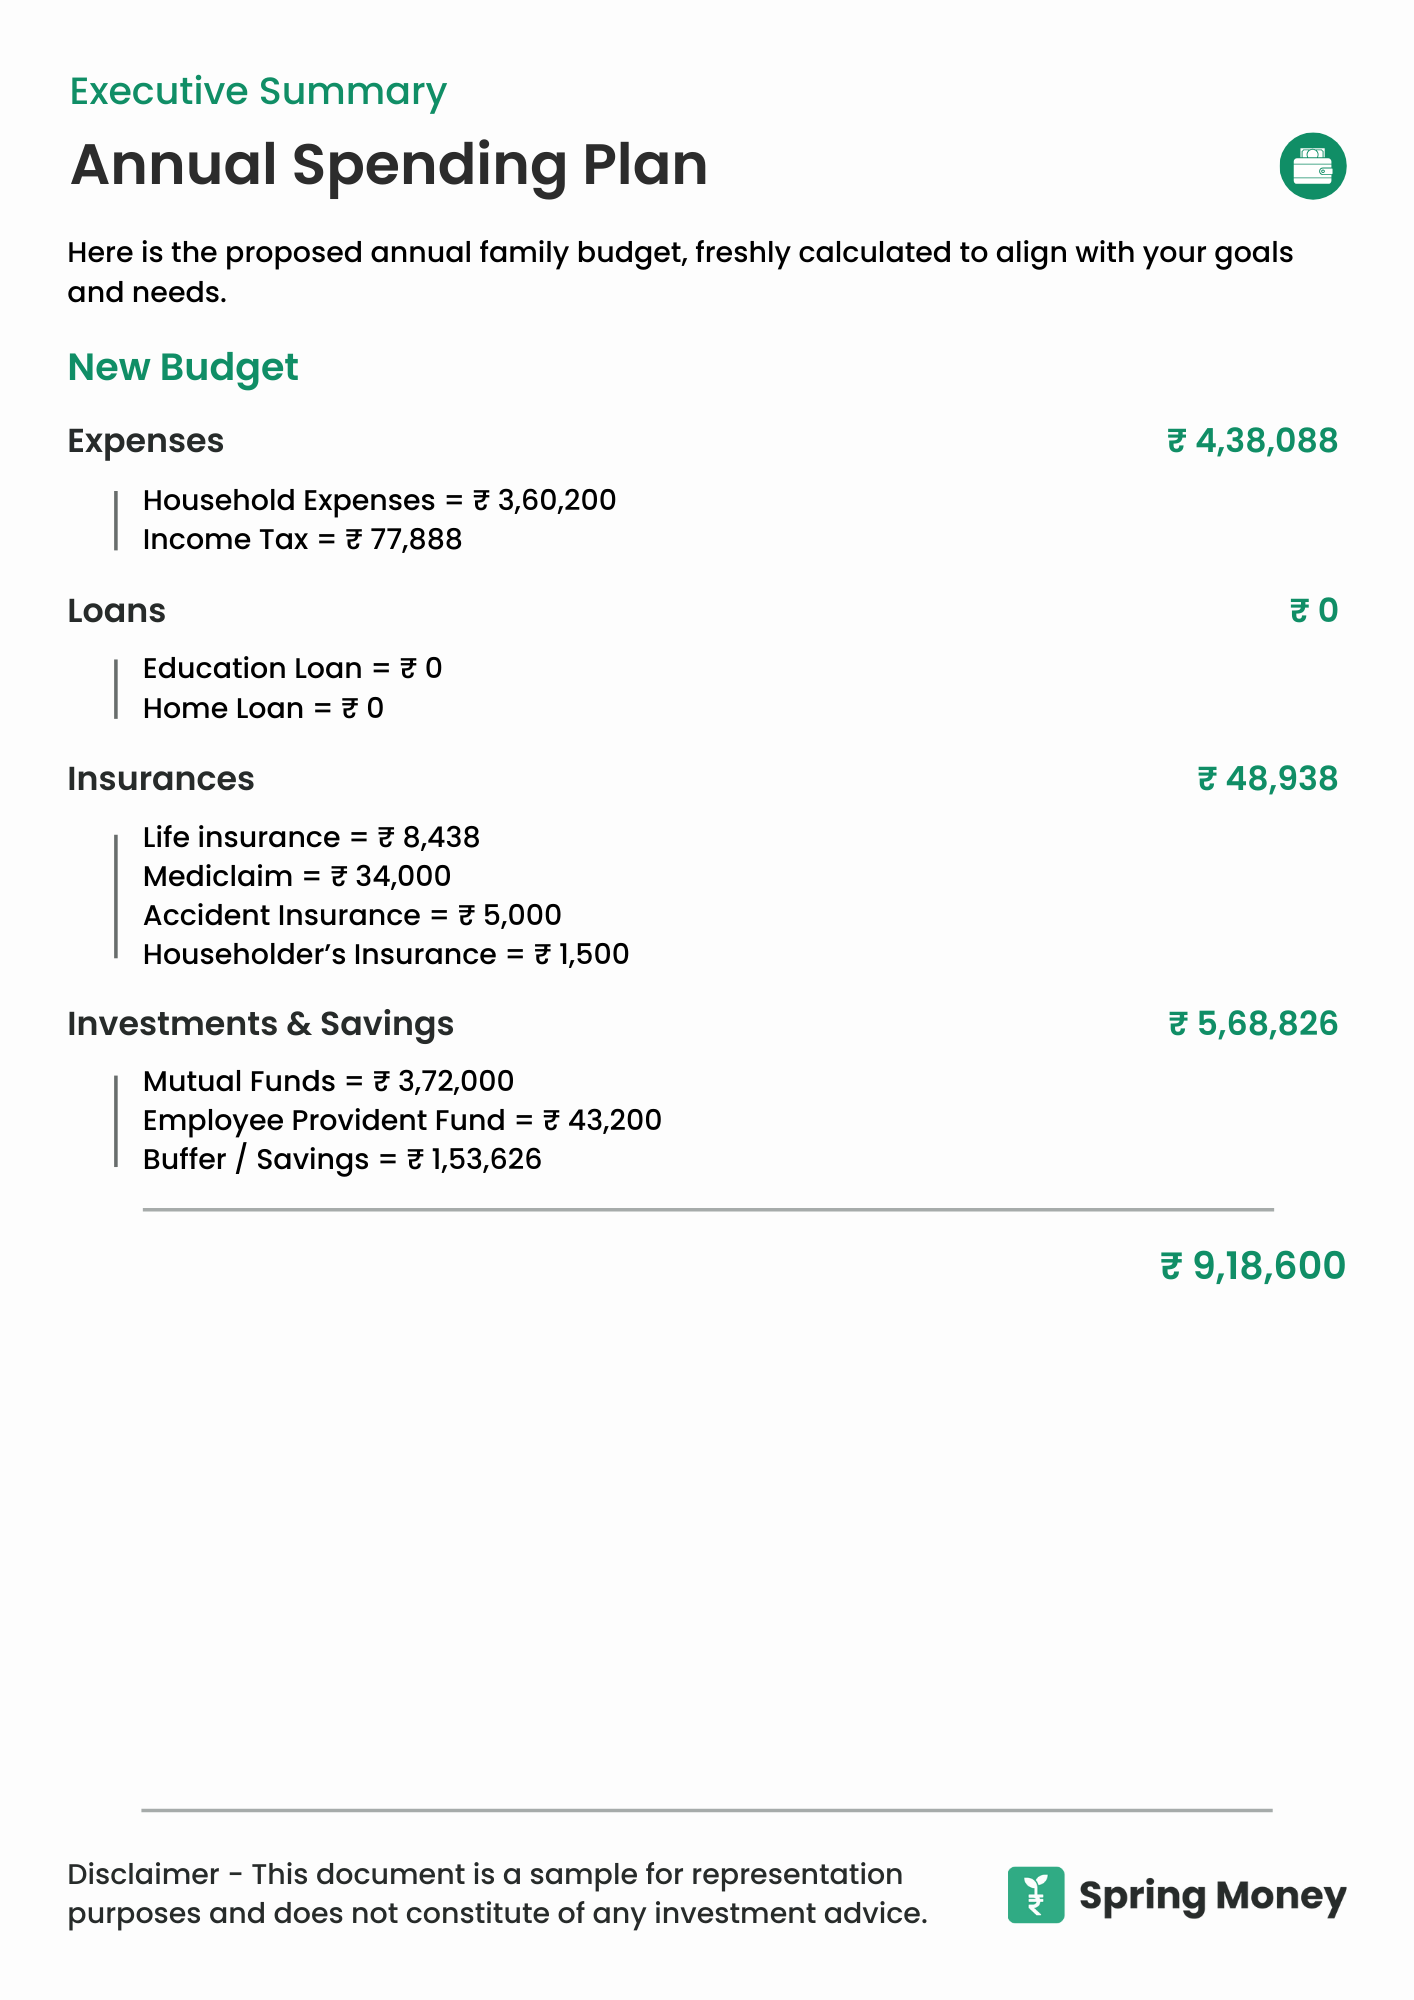 Executive Summary
Annual Spending Plan
Here is the proposed annual family budget, freshly calculated to align with your goals
and needs.
New Budget
Expenses ₹ 4,38,088
Household Expenses = ₹ 3,60,200
Income Tax = ₹ 77,888
Loans ₹ 0
Education Loan = ₹ 0
Home Loan = ₹ 0
Insurances ₹ 48,938
Life insurance = ₹ 8,438
Mediclaim = ₹ 34,000
Accident Insurance = ₹ 5,000
Householder’s Insurance = ₹ 1,500
Investments & Savings ₹ 5,68,826
Mutual Funds = ₹ 3,72,000
Employee Provident Fund = ₹ 43,200
Buffer / Savings = ₹ 1,53,626
₹ 9,18,600
Disclaimer - This document is a sample for representation
purposes and does not constitute of any investment advice.
Spring Money